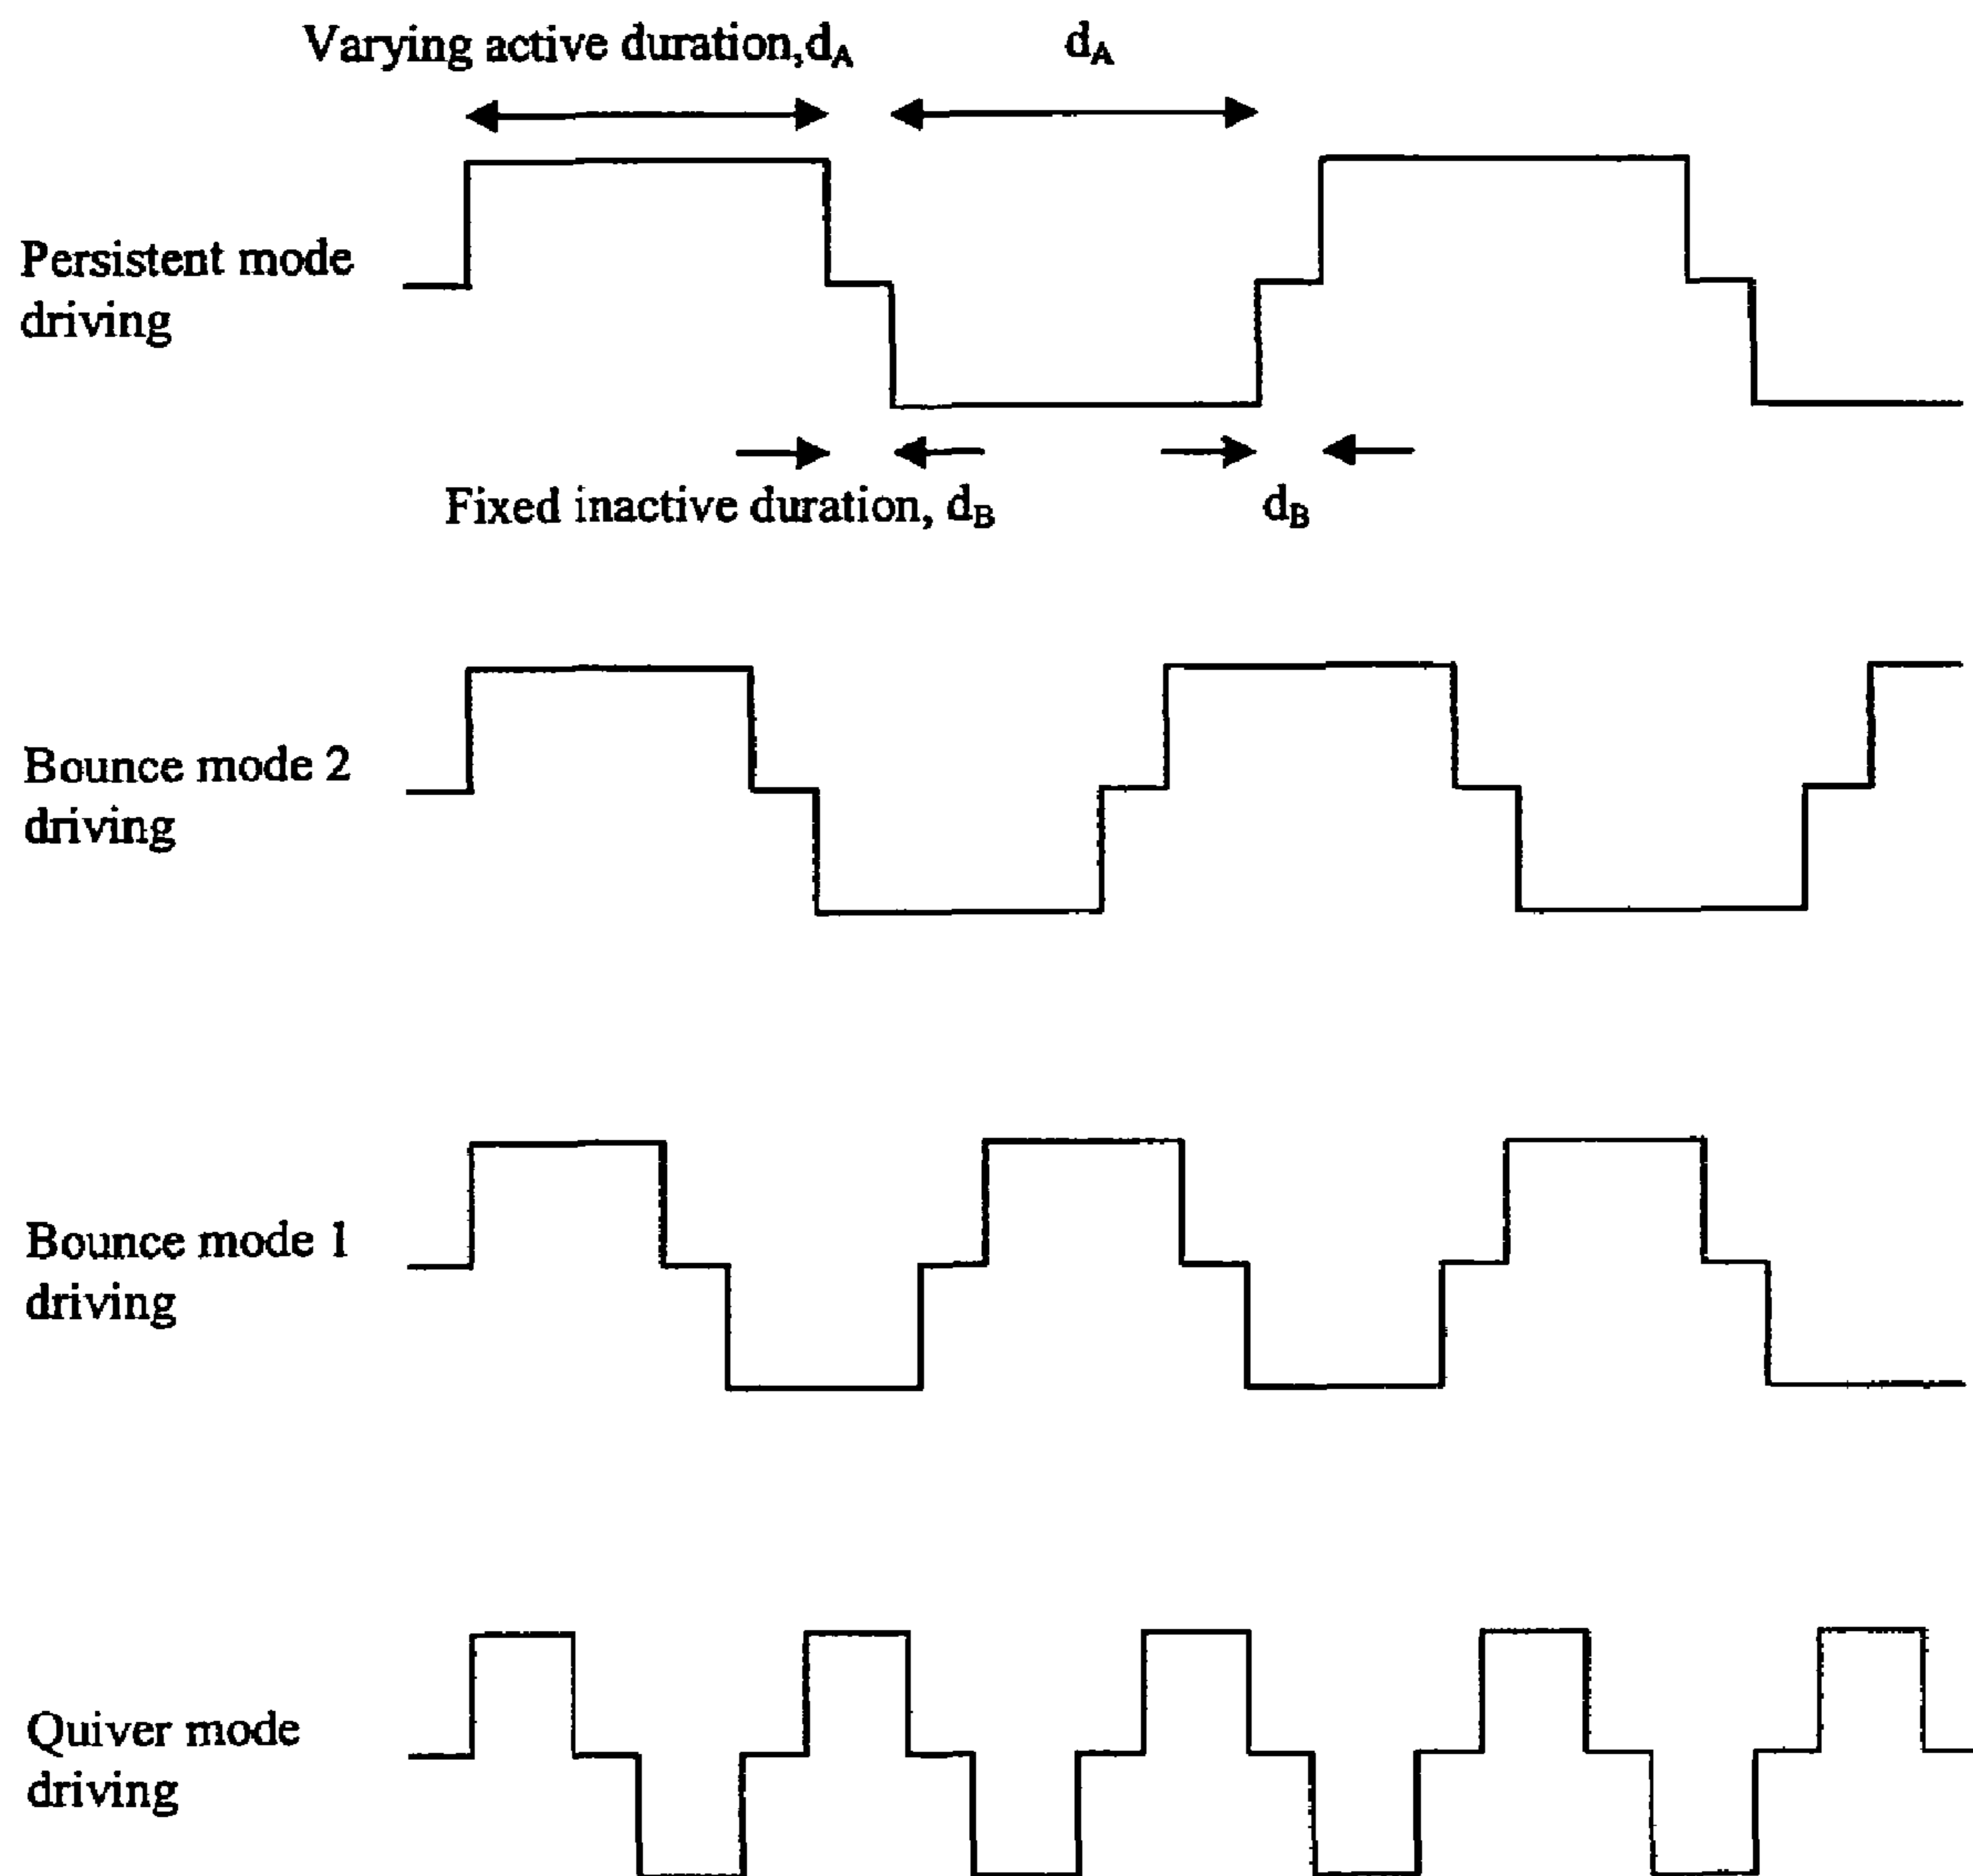 Varying active duration,dA
dA
Persistent mode
driving
Fixed inactive duration, dB
dB
Bounce mode 2
driving
Bounce mode 1
driving
Quiver mode
driving